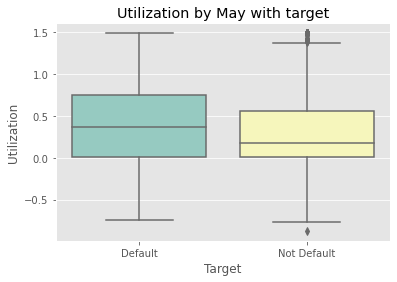 Utilization by May with target
1.5
1.0
0.5
0.0
−0.5
Utilization
Default
Not Default
Target